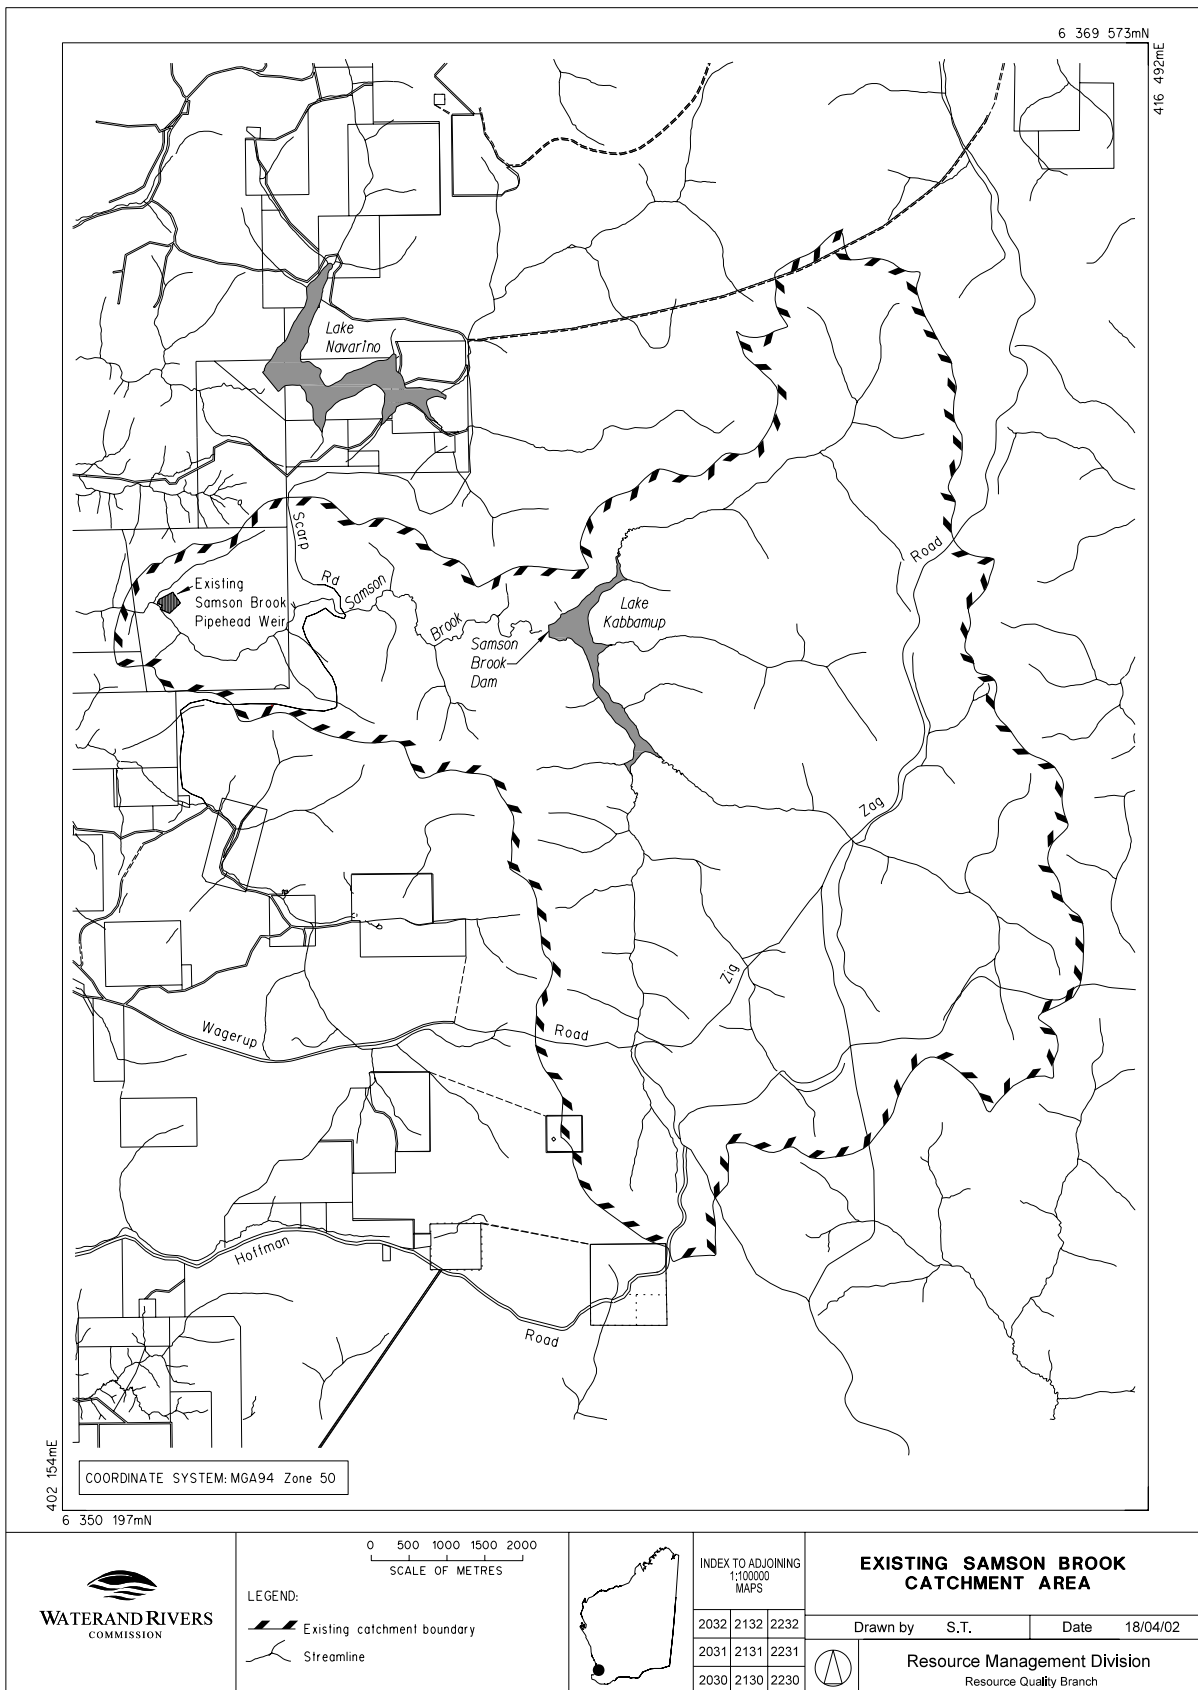 6 369 573mN
416 492mE
Lake
Navarino
Scarp
Rd
Samson
Brook
Existing
Samson Brook
Pipehead Weir
Samson
Brook
Dam
Lake
Kabbamup
Road
Zag
Zig
Wagerup
Road
Hoffman
Road
COORDINATE SYSTEM: MGA94 Zone 50
402 154mE
6 350 197mN
WATER AND RIVERS
COMMISSION
0 500 1000 1500 2000
SCALE OF METRES
LEGEND:
Existing catchment boundary
Streamline
INDEX TO ADJOINING
1:100000
MAPS
2032 2132 2232
2031 2131 2231
2030 2130 2230
EXISTING SAMSON BROOK
CATCHMENT AREA
Drawn by S.T. Date 18/04/02
Resource Management Division
Resource Quality Branch